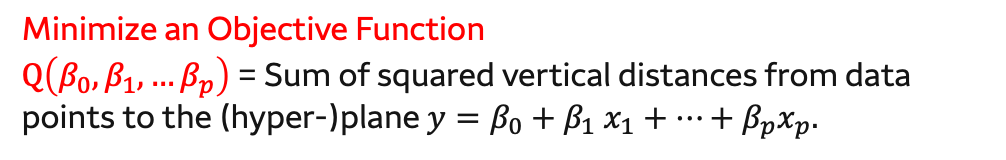 Minimize an Objective Function
Q(β₀, β₁, … βₚ) = Sum of squared vertical distances from data
points to the (hyper-)plane y = β₀ + β₁ x₁ + ⋯ + βₚxₚ.